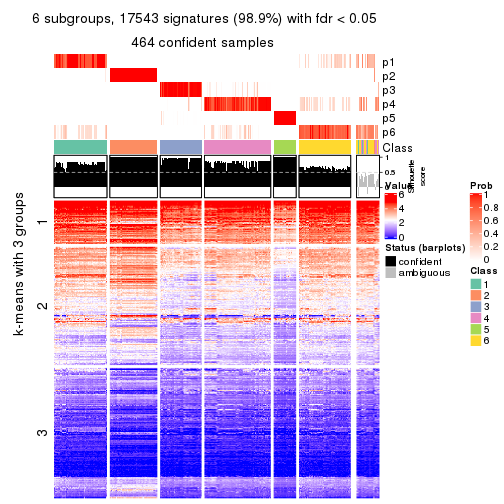 6 subgroups, 17543 signatures (98.9%) with fdr < 0.05
464 confident samples
p1
p2
p3
p4
p5
p6
Class
1
0.5
Silhouette
score
k-means with 3 groups
1
2
3
Value
6
4
2
0
Status (barplots)
confident
ambiguous
Prob
1
0.8
0.6
0.4
0.2
0
Class
1
2
3
4
5
6